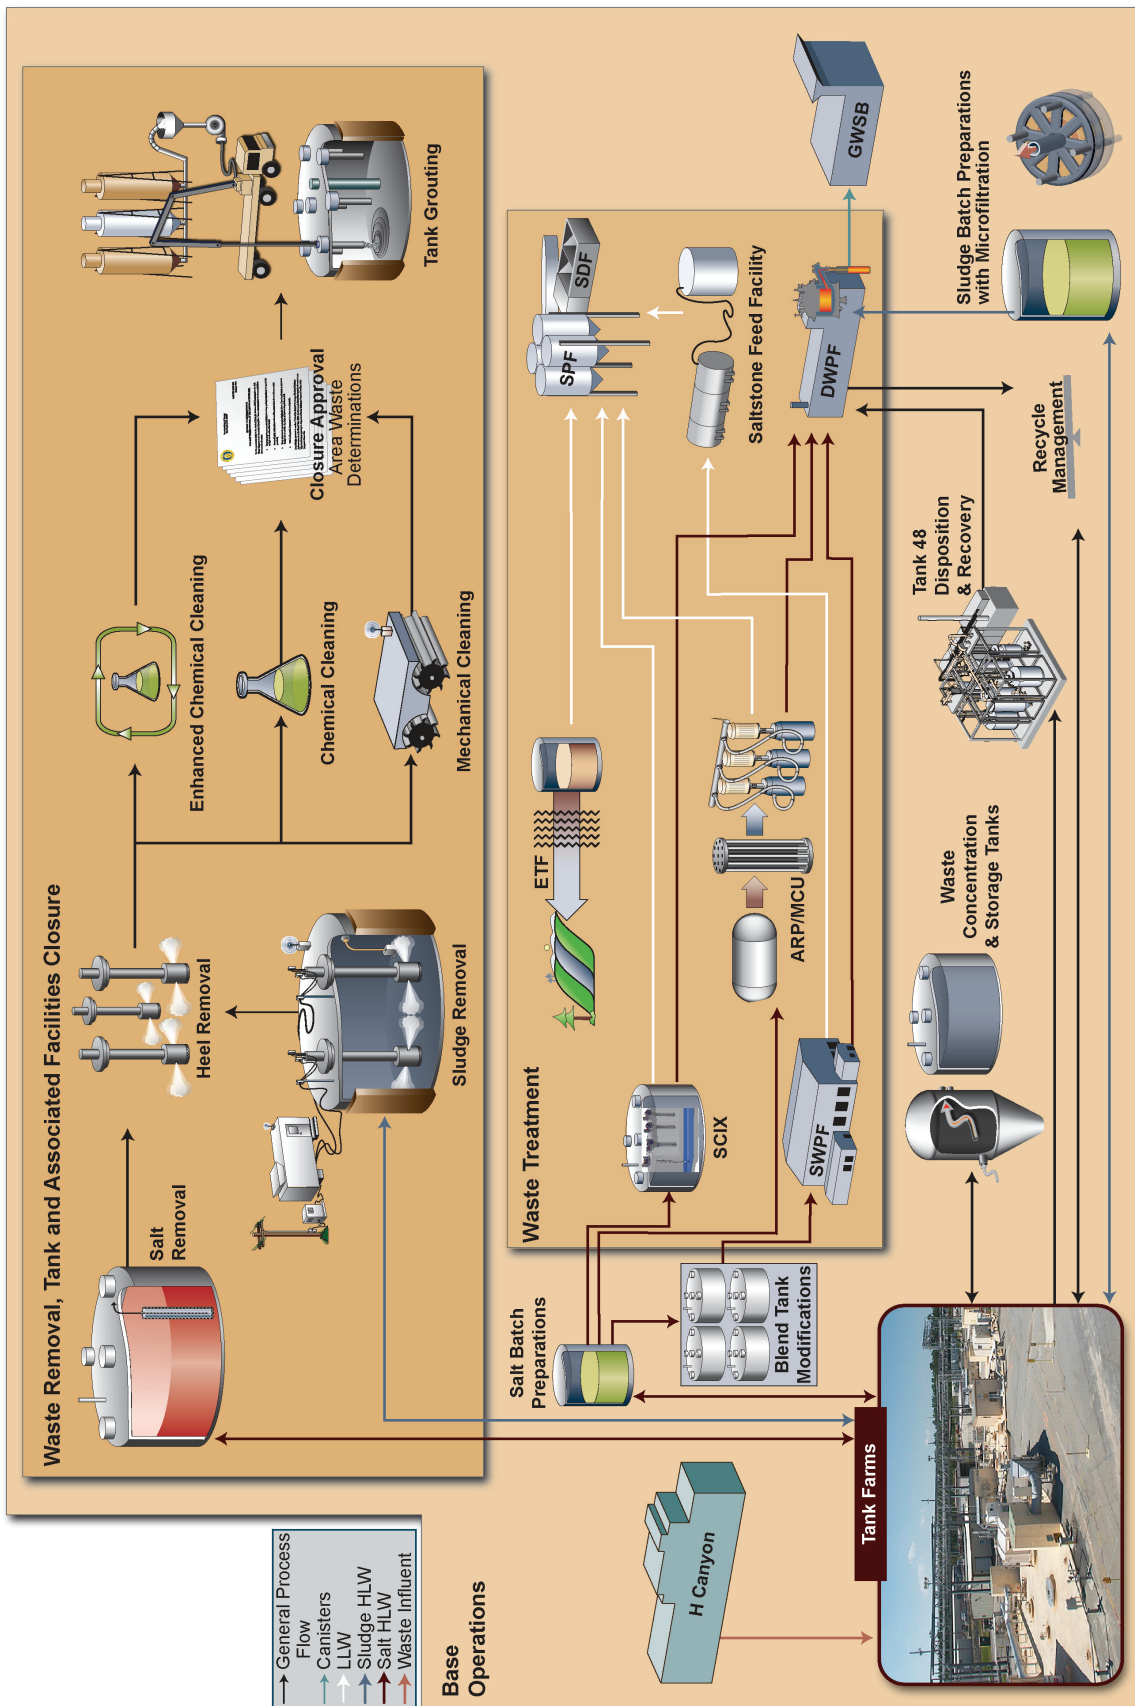 Waste Removal, Tank and Associated Facilities Closure
Salt
Removal
Heel Removal
Sludge Removal
Enhanced Chemical Cleaning
Chemical Cleaning
Mechanical Cleaning
Closure Approval
Area Waste
Determinations
Tank Grouting
General Process
Flow
Canisters
LLW
Sludge HLW
Salt HLW
Waste Influent
Base
Operations
H Canyon
Tank Farms
Salt Batch
Preparations
Blend Tank
Modifications
Waste Treatment
SCIX
SWPF
ETF
ARP/MCU
SPF
SDF
Saltstone Feed Facility
DWPF
GWSB
Waste
Concentration
& Storage Tanks
Tank 48
Disposition
& Recovery
Recycle
Management
Sludge Batch Preparations
with Microfiltration